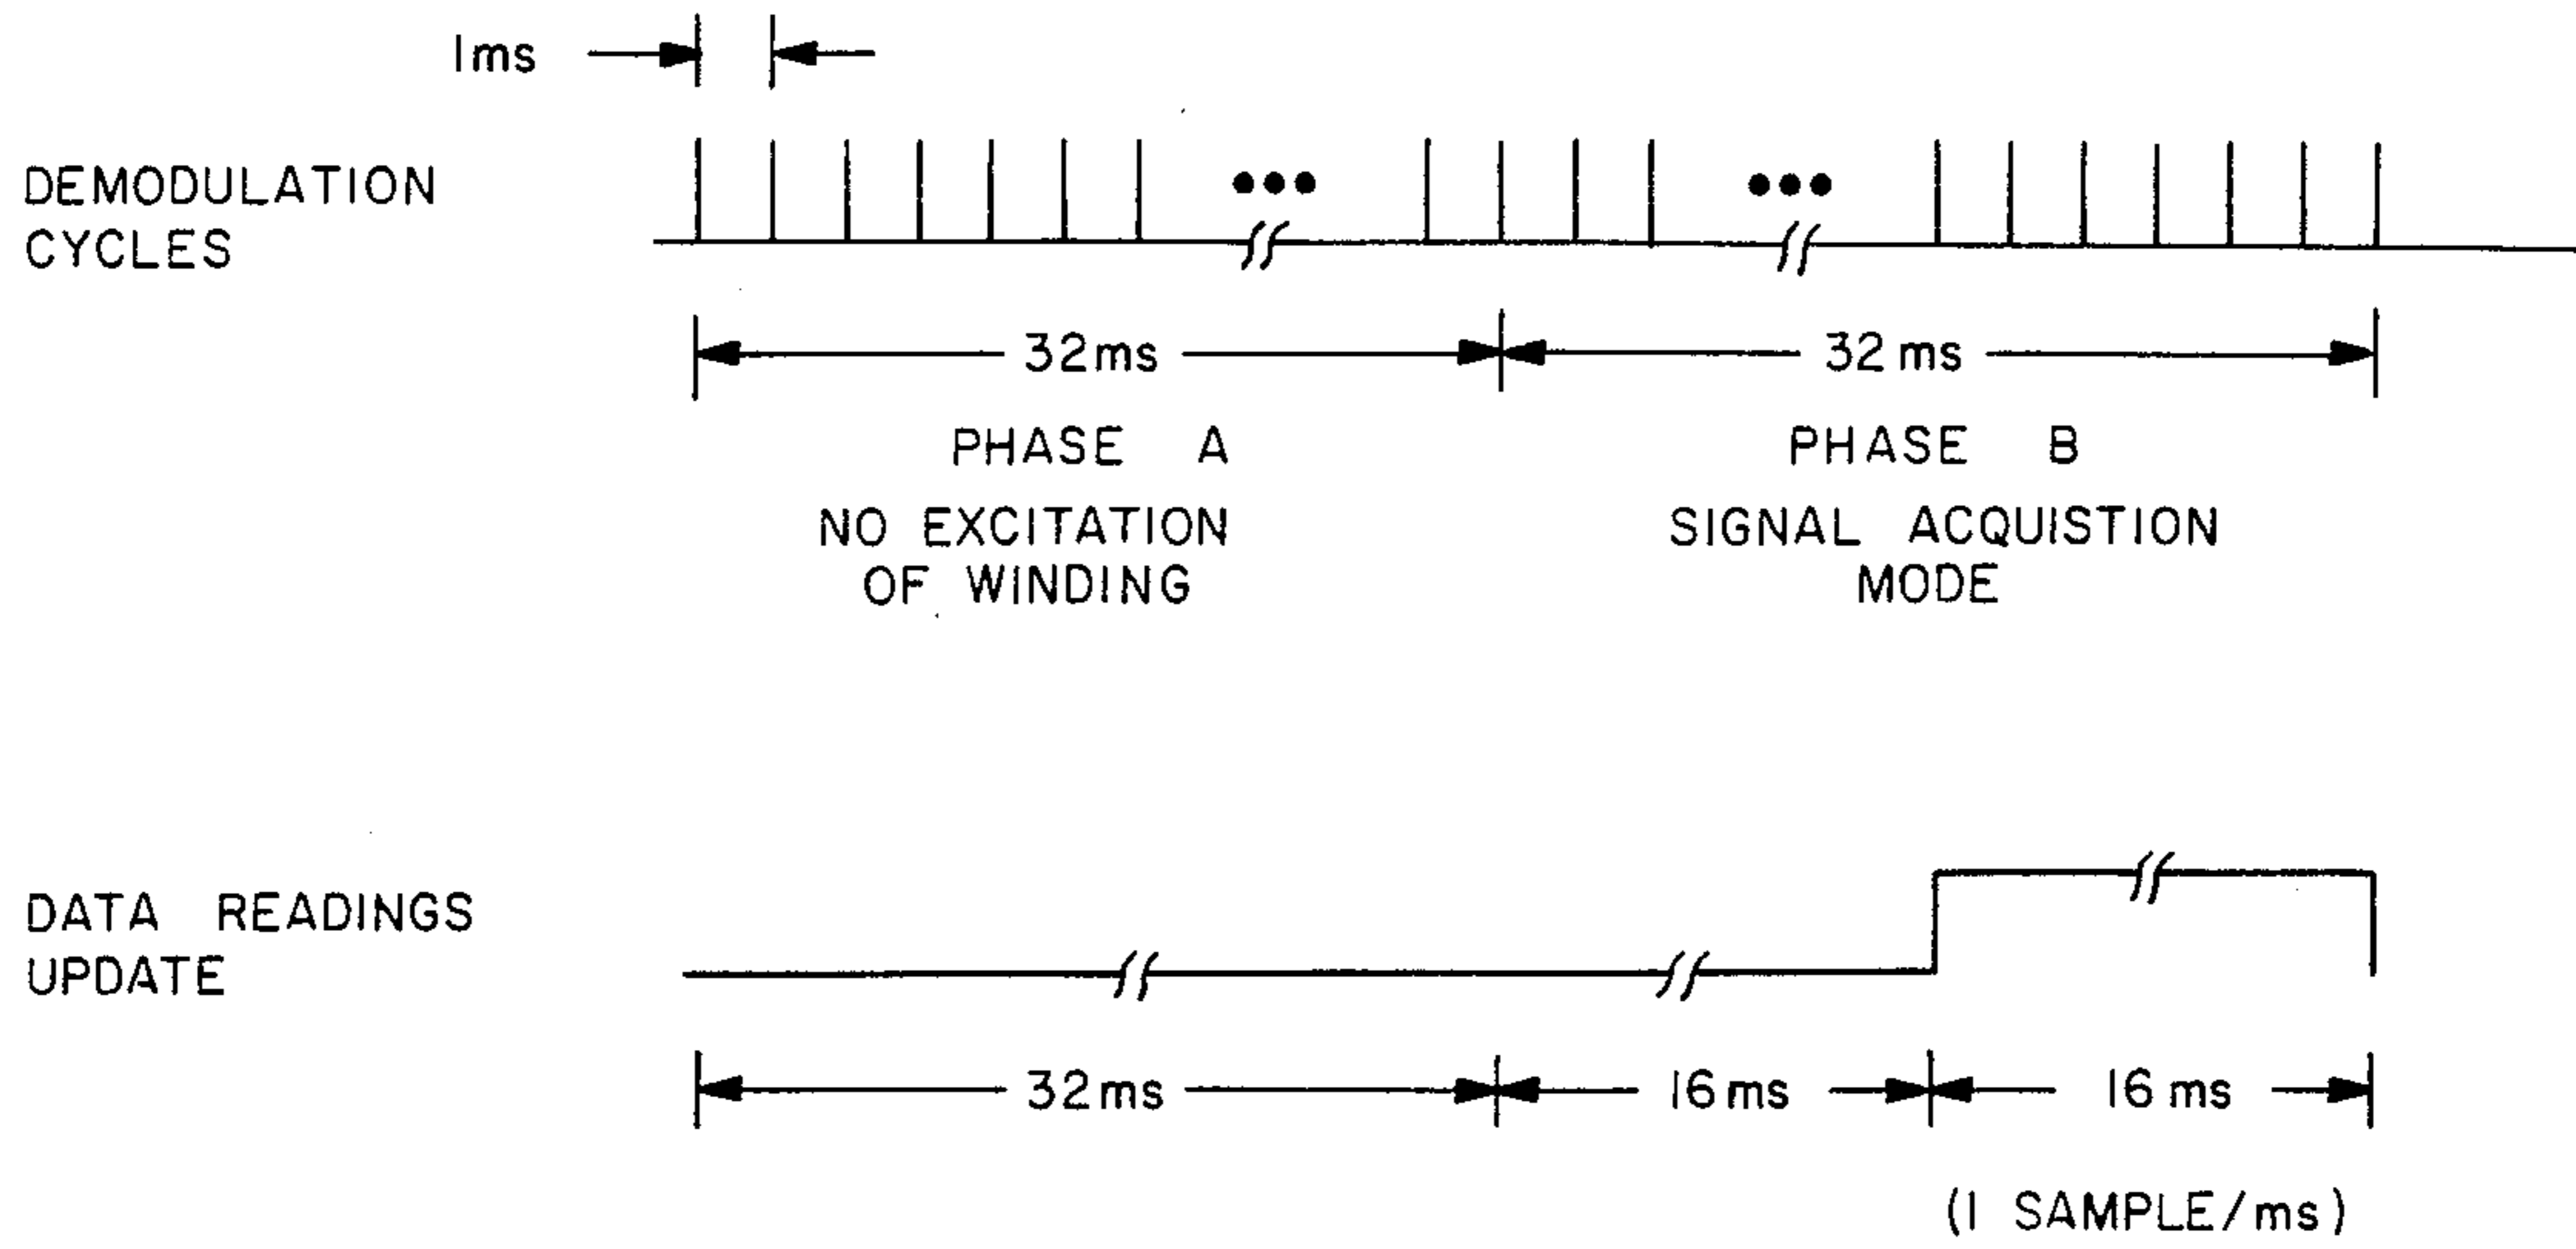 1ms
DEMODULATION
CYCLES
32ms
32 ms
PHASE A
PHASE B
NO EXCITATION
OF WINDING
SIGNAL ACQUISTION
MODE
DATA READINGS
UPDATE
32ms
16ms
16 ms
(1 SAMPLE/ms)